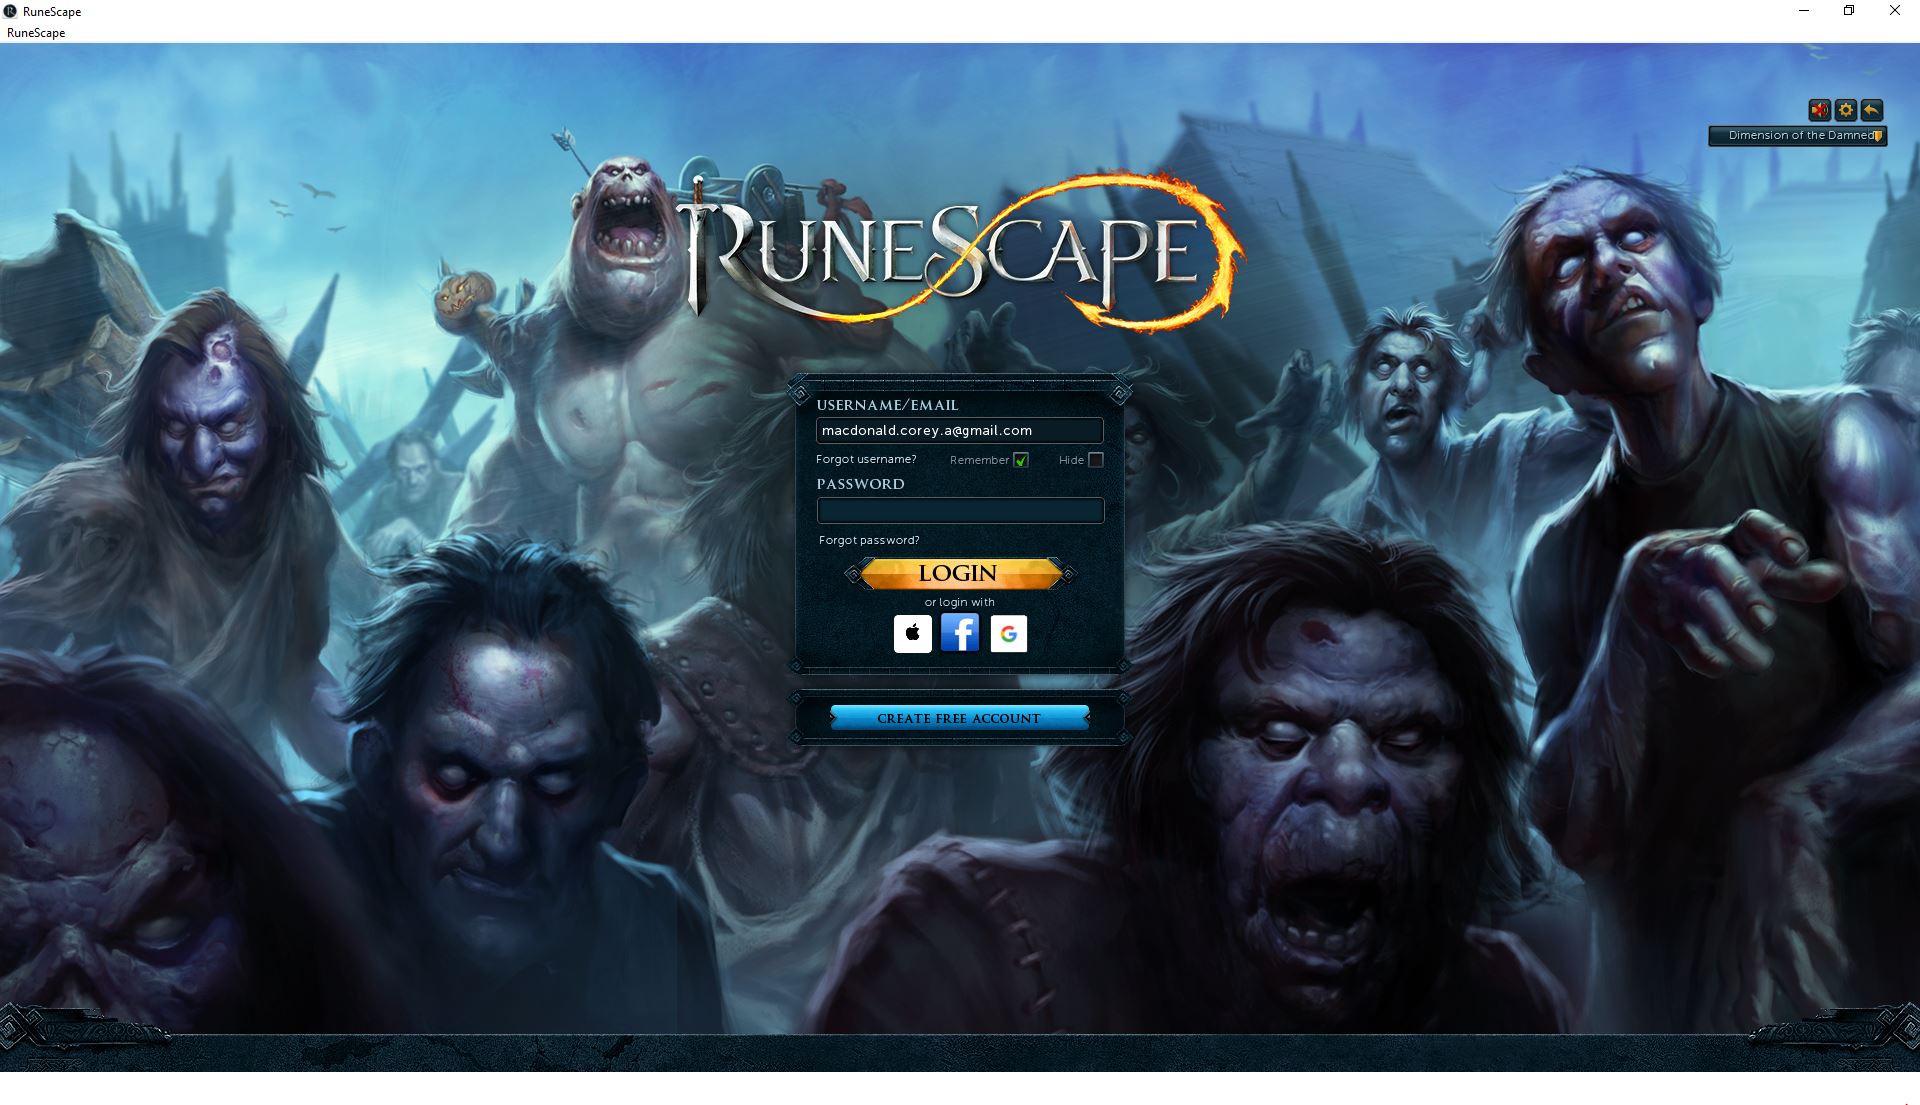 RuneScape
RuneScape
Dimension of the Damned
RUNESCAPE
USERNAME/EMAIL
macdonald.corey.a@gmail.com
Forgot username? Remember Hide
PASSWORD
Forgot password?
LOGIN
or login with
CREATE FREE ACCOUNT